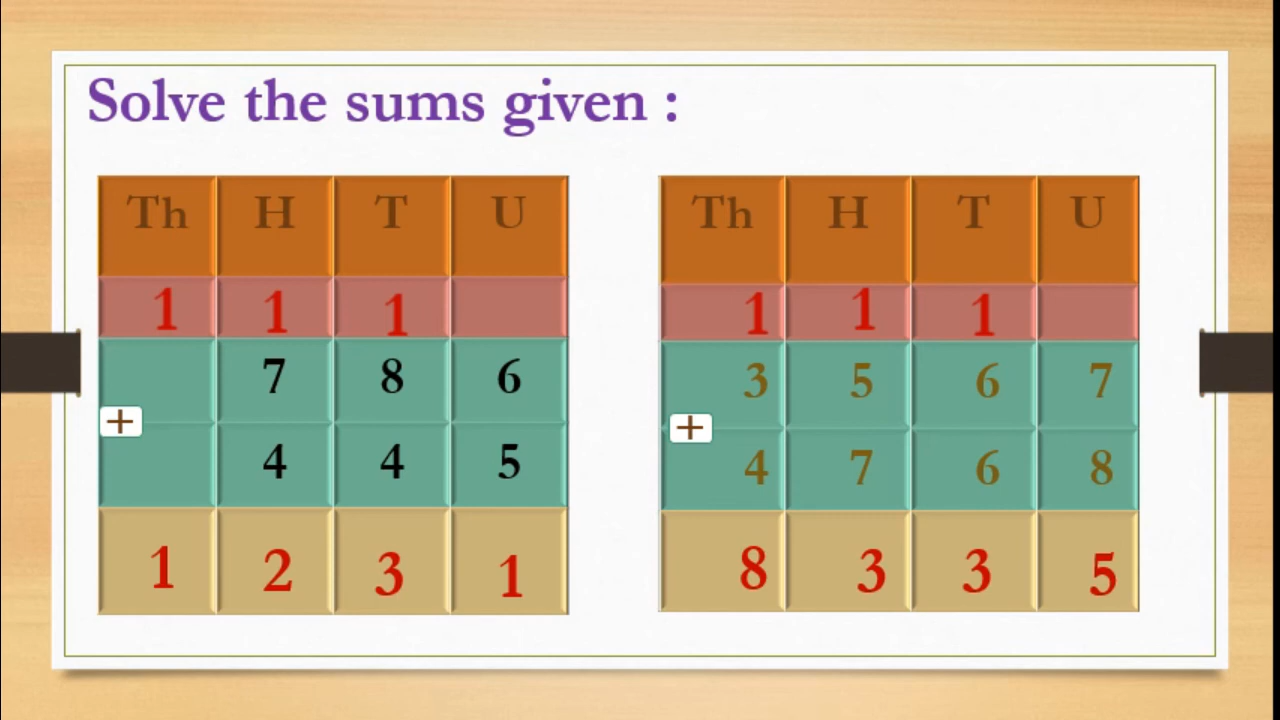 Solve the sums given :
Th H T U
1 1 1
7 8 6
+
4 4 5
1 2 3 1
Th H T U
1 1 1
3 5 6 7
+
4 7 6 8
8 3 3 5